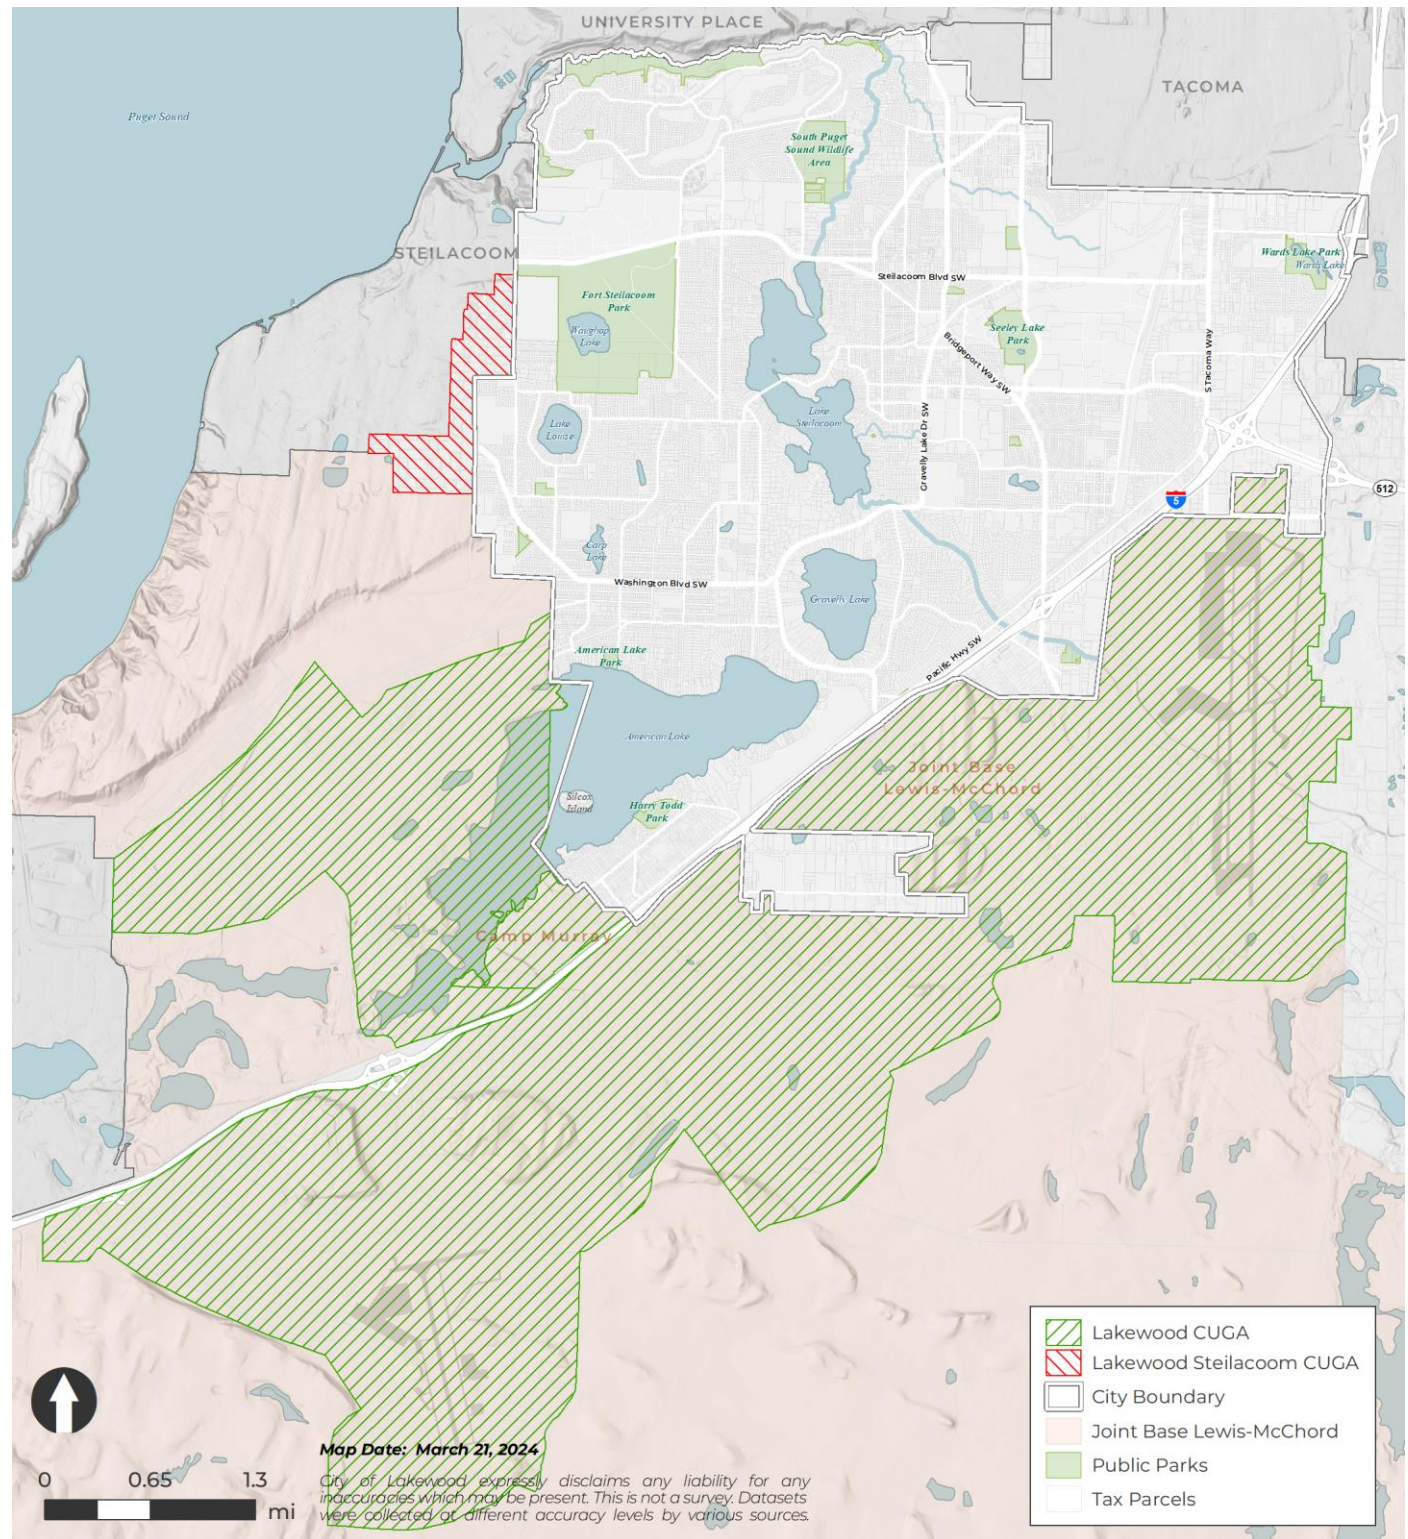 UNIVERSITY PLACE
TACOMA
Puget Sound
South Puget
Sound Wildlife
Area
STEILACOOM
Wards Lake Park
Wards Lake
Steilacoom Blvd SW
Fort Steilacoom
Park
Waughop
Lake
Seeley Lake
Park
Bridgeport Way SW
S Tacoma Way
Lake
Louise
Lake
Steilacoom
Gravelly Lake Dr SW
512
5
Carp
Lake
Washington Blvd SW
Gravelly Lake
American Lake
Park
Pacific Hwy SW
American Lake
Joint Base
Lewis-McChord
Silcox
Island
Harry Todd
Park
Camp Murray
Lakewood CUGA
Lakewood Steilacoom CUGA
City Boundary
Joint Base Lewis-McChord
Public Parks
Tax Parcels
Map Date: March 21, 2024
0 0.65 1.3
mi
City of Lakewood expressly disclaims any liability for any
inaccuracies which may be present. This is not a survey. Datasets
were collected at different accuracy levels by various sources.